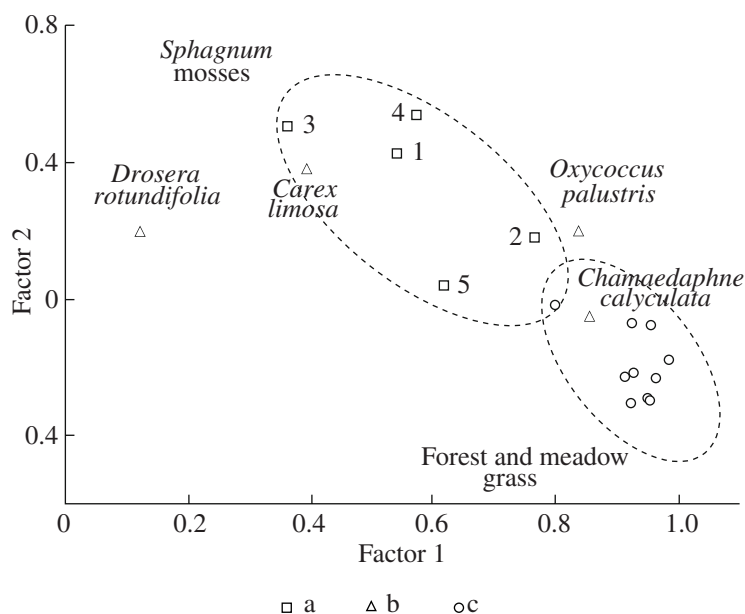 0.8
Sphagnum
mosses
4
3
1
0.4
Drosera
rotundifolia
Carex
limosa
Oxycoccus
palustris
2
Factor 2
5
0
Chamaedaphne
calyculata
0.4
Forest and meadow
grass
0 0.2 0.4 0.6 0.8 1.0
Factor 1
a b c